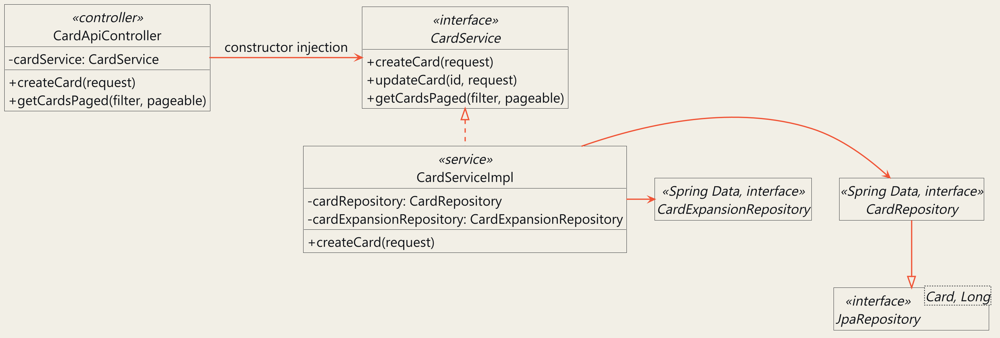 «controller»
CardApiController
-cardService: CardService
+createCard(request)
+getCardsPaged(filter, pageable)
constructor injection
«interface»
CardService
+createCard(request)
+updateCard(id, request)
+getCardsPaged(filter, pageable)
«service»
CardServiceImpl
-cardRepository: CardRepository
-cardExpansionRepository: CardExpansionRepository
+createCard(request)
«Spring Data, interface»
CardExpansionRepository
«Spring Data, interface»
CardRepository
Card, Long
«interface»
JpaRepository